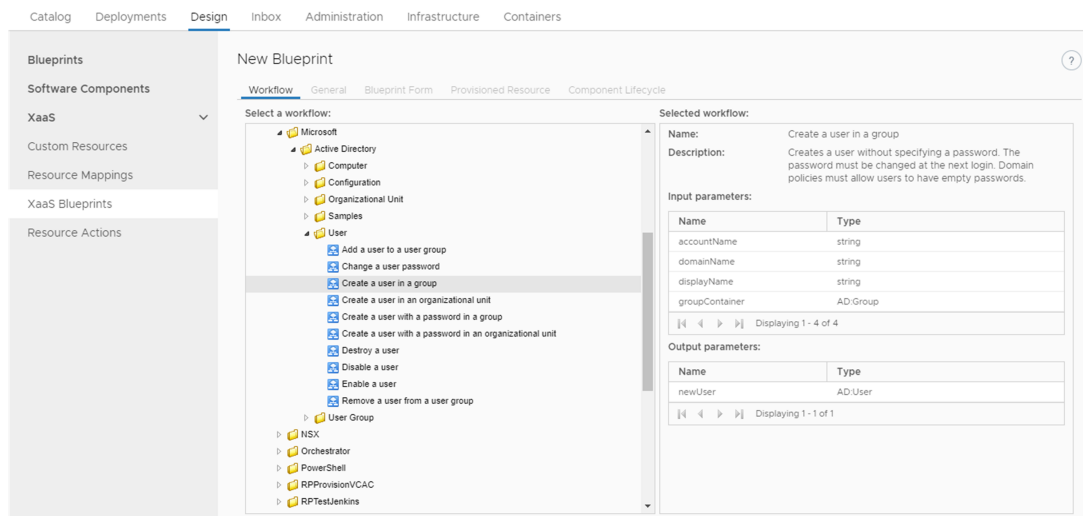 Catalog Deployments Design Inbox Administration Infrastructure Containers
Blueprints
Software Components
XaaS
Custom Resources
Resource Mappings
XaaS Blueprints
Resource Actions
New Blueprint
?
Workflow General Blueprint Form Provisioned Resource Component Lifecycle
Select a workflow:
Microsoft
Active Directory
Computer
Configuration
Organizational Unit
Samples
User
Add a user to a user group
Change a user password
Create a user in a group
Create a user in an organizational unit
Create a user with a password in a group
Create a user with a password in an organizational unit
Destroy a user
Disable a user
Enable a user
Remove a user from a user group
User Group
NSX
Orchestrator
PowerShell
RPProvisionVCAC
RPTestJenkins
Selected workflow:
Name: Create a user in a group
Description: Creates a user without specifying a password. The
password must be changed at the next login. Domain
policies must allow users to have empty passwords.
Input parameters:
Name Type
accountName string
domainName string
displayName string
groupContainer AD:Group
Displaying 1 - 4 of 4
Output parameters:
Name Type
newUser AD:User
Displaying 1 - 1 of 1